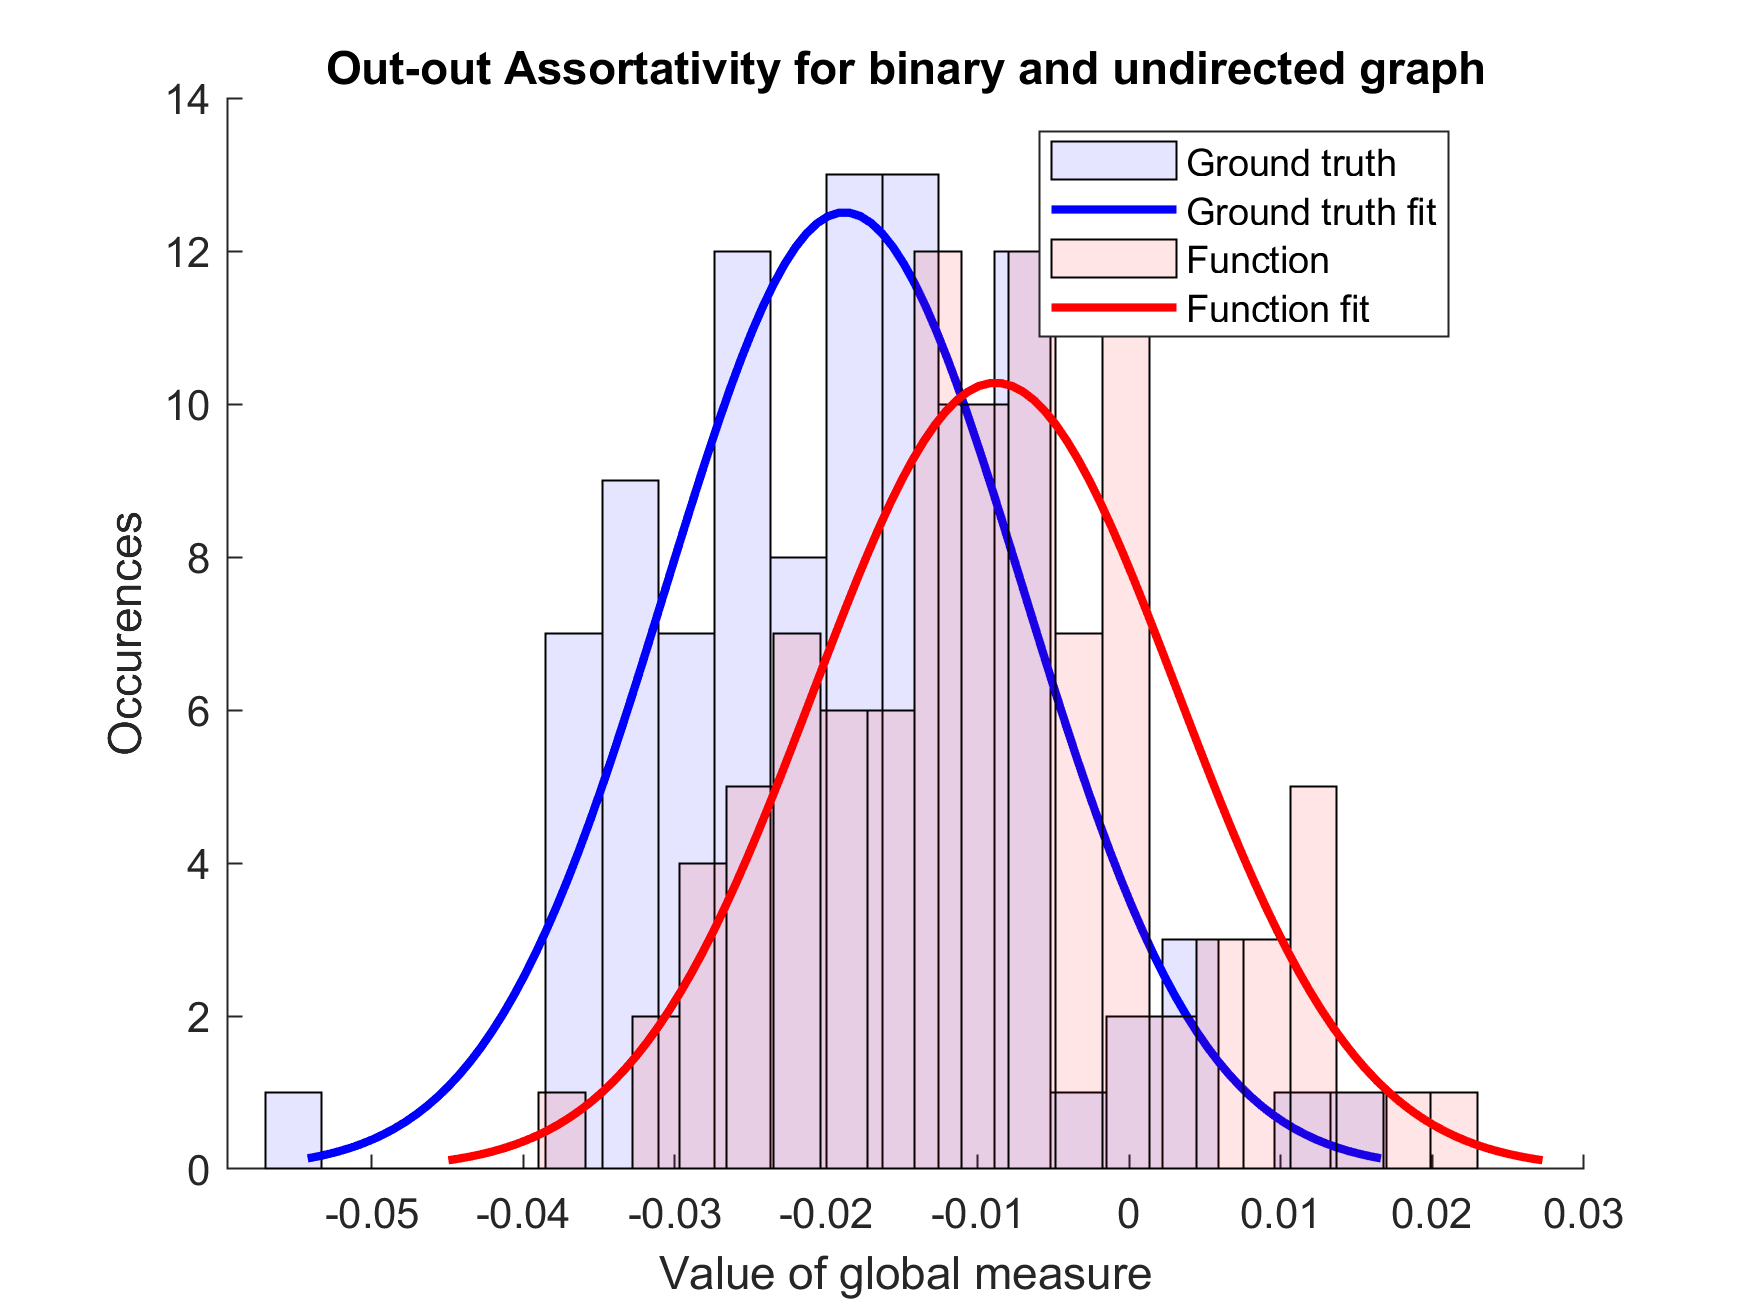 Out-out Assortativity for binary and undirected graph
14
12
10
8
6
4
2
0
Occurences
Ground truth
Ground truth fit
Function
Function fit
-0.05 -0.04 -0.03 -0.02 -0.01 0 0.01 0.02 0.03
Value of global measure